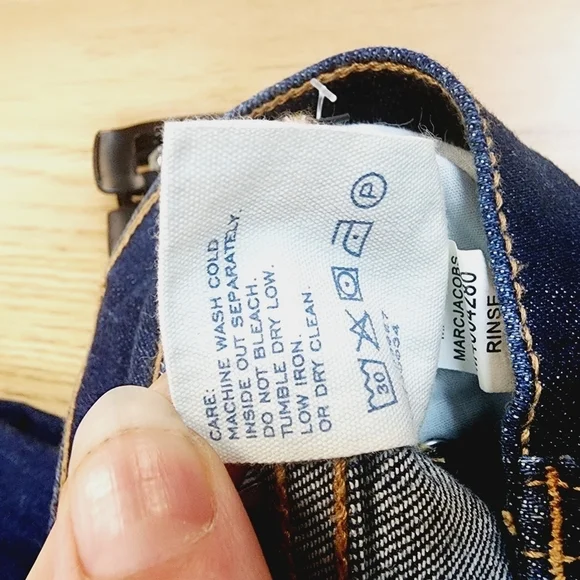 CARE:
MACHINE WASH COLD
INSIDE OUT SEPARATELY.
DO NOT BLEACH.
TUMBLE DRY LOW.
LOW IRON.
OR DRY CLEAN.
30
P
MARCJACOBS
RINSE